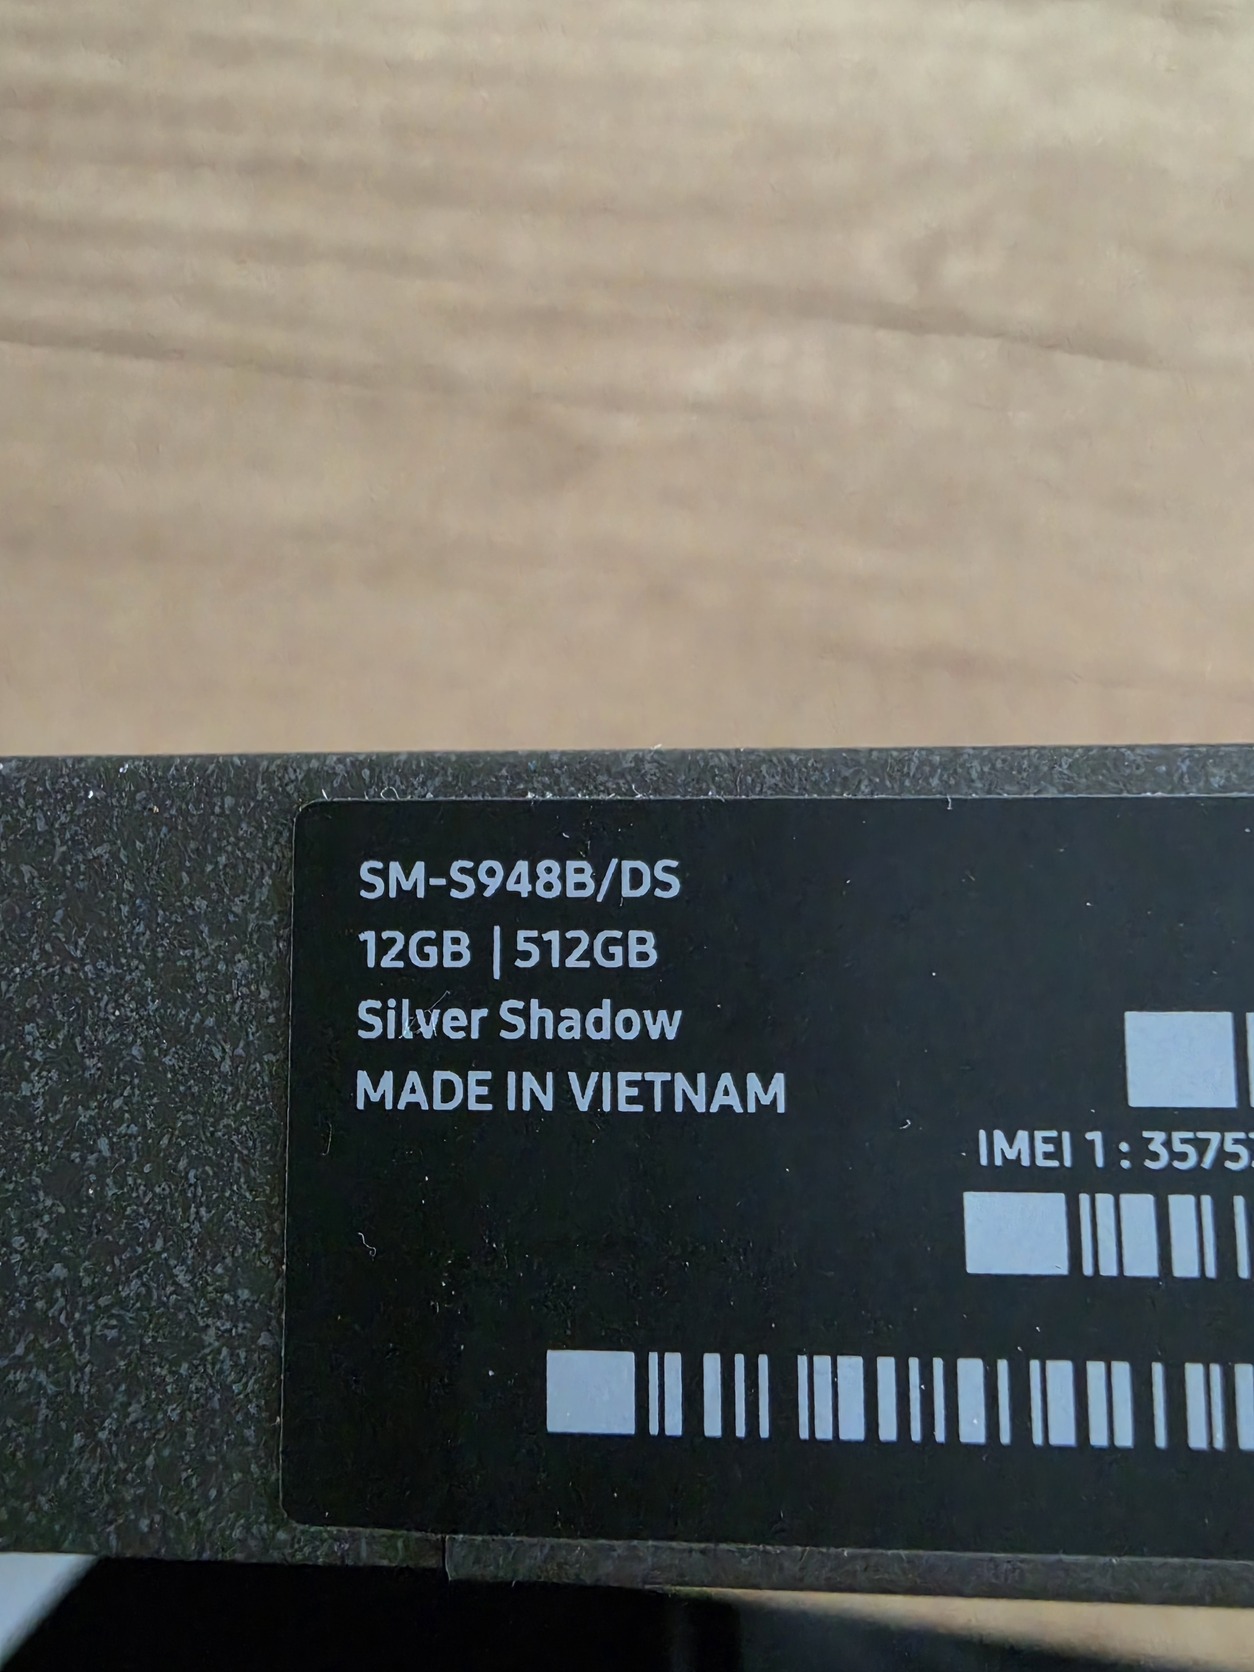 SM-S948B/DS
12GB | 512GB
Silver Shadow
MADE IN VIETNAM
IMEI 1 : 3575